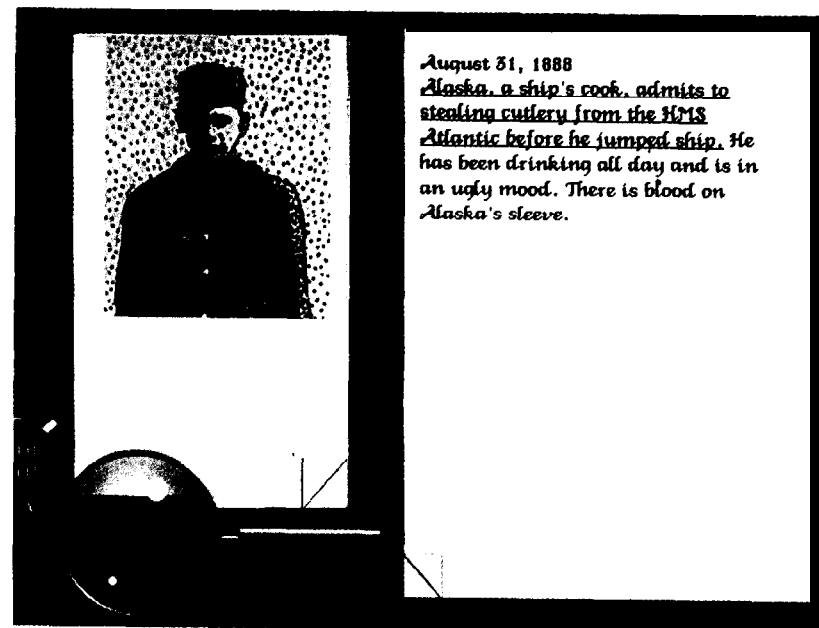 August 31, 1888
Alaska, a ship's cook, admits to
stealing cutlery from the HMS
Atlantic before he jumped ship. He
has been drinking all day and is in
an ugly mood. There is blood on
Alaska's sleeve.